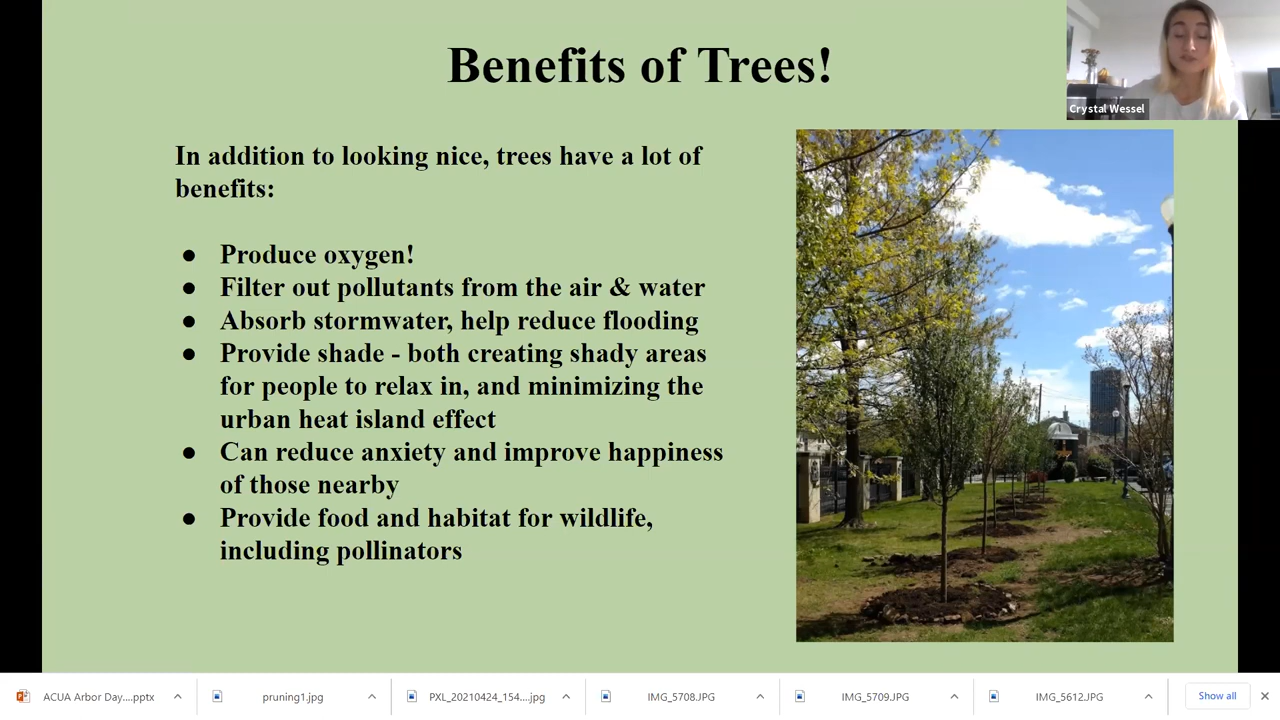 Benefits of Trees!
Crystal Wessel
In addition to looking nice, trees have a lot of
benefits:
● Produce oxygen!
● Filter out pollutants from the air & water
● Absorb stormwater, help reduce flooding
● Provide shade - both creating shady areas
for people to relax in, and minimizing the
urban heat island effect
● Can reduce anxiety and improve happiness
of those nearby
● Provide food and habitat for wildlife,
including pollinators
ACUA Arbor Day....pptx
pruning1.jpg
PXL_20210424_154....jpg
IMG_5708.JPG
IMG_5709.JPG
IMG_5612.JPG
Show all